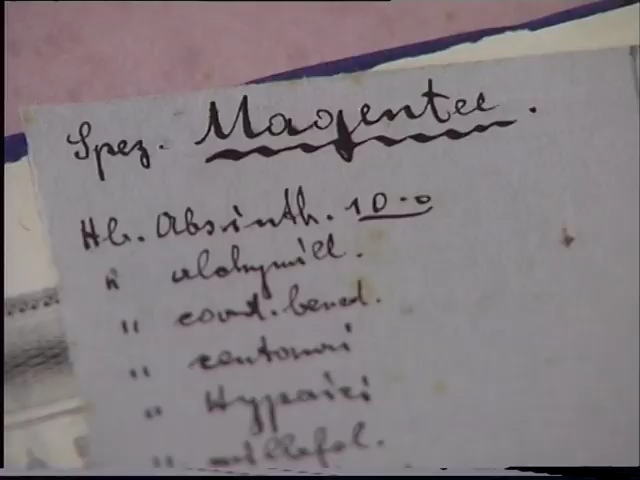 Spez. Magentee.
Hb. Absinth. 10.0
" alchymill.
" card. bened.
" centauri
" Hyperici
" millefol.